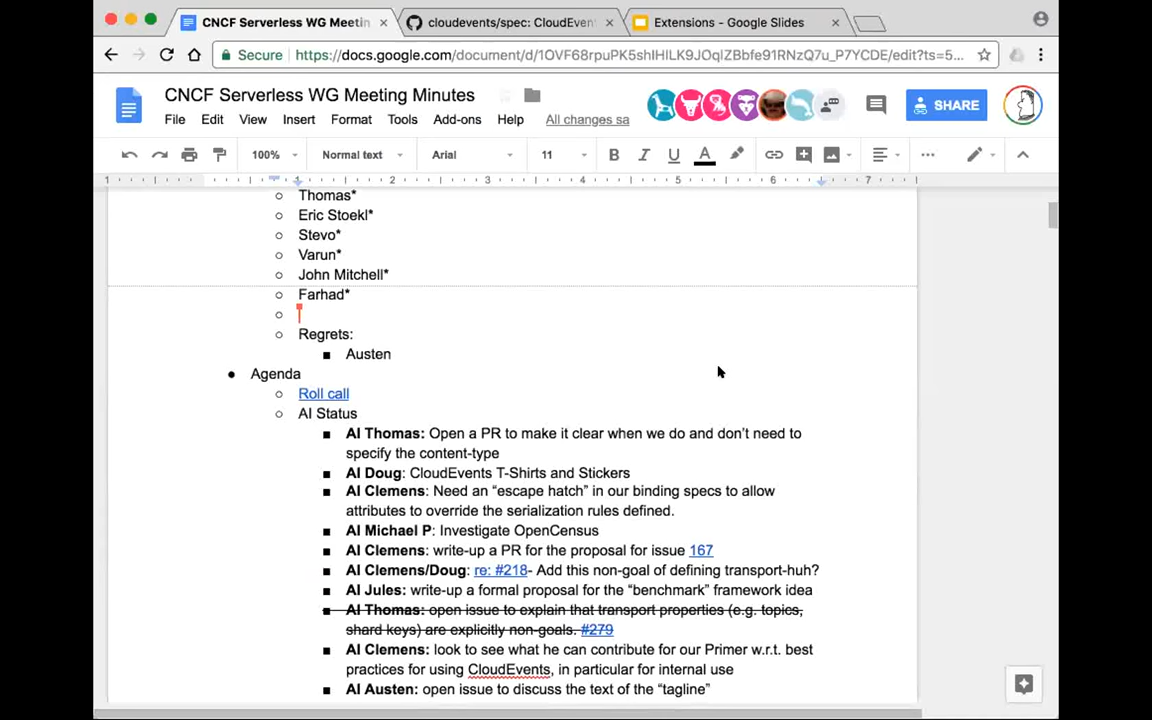 CNCF Serverless WG Meetin
cloudevents/spec: CloudEven
Extensions - Google Slides
Secure
https://docs.google.com/document/d/1OVF68rpuPK5shIHILK9JOqlZBbfe91RNzQ7u_P7YCDE/edit?ts=5...
CNCF Serverless WG Meeting Minutes
File Edit View Insert Format Tools Add-ons Help All changes sa
SHARE
100% Normal text Arial 11 B I U A
1 1 2 3 4 5 6 7
Thomas*
Eric Stoekl*
Stevo*
Varun*
John Mitchell*
Farhad*
Regrets:
Austen
Agenda
Roll call
AI Status
AI Thomas: Open a PR to make it clear when we do and don't need to
specify the content-type
AI Doug: CloudEvents T-Shirts and Stickers
AI Clemens: Need an “escape hatch” in our binding specs to allow
attributes to override the serialization rules defined.
AI Michael P: Investigate OpenCensus
AI Clemens: write-up a PR for the proposal for issue 167
AI Clemens/Doug: re: #218- Add this non-goal of defining transport-huh?
AI Jules: write-up a formal proposal for the “benchmark” framework idea
AI Thomas: open issue to explain that transport properties (e.g. topics,
shard keys) are explicitly non-goals. #279
AI Clemens: look to see what he can contribute for our Primer w.r.t. best
practices for using CloudEvents, in particular for internal use
AI Austen: open issue to discuss the text of the “tagline”